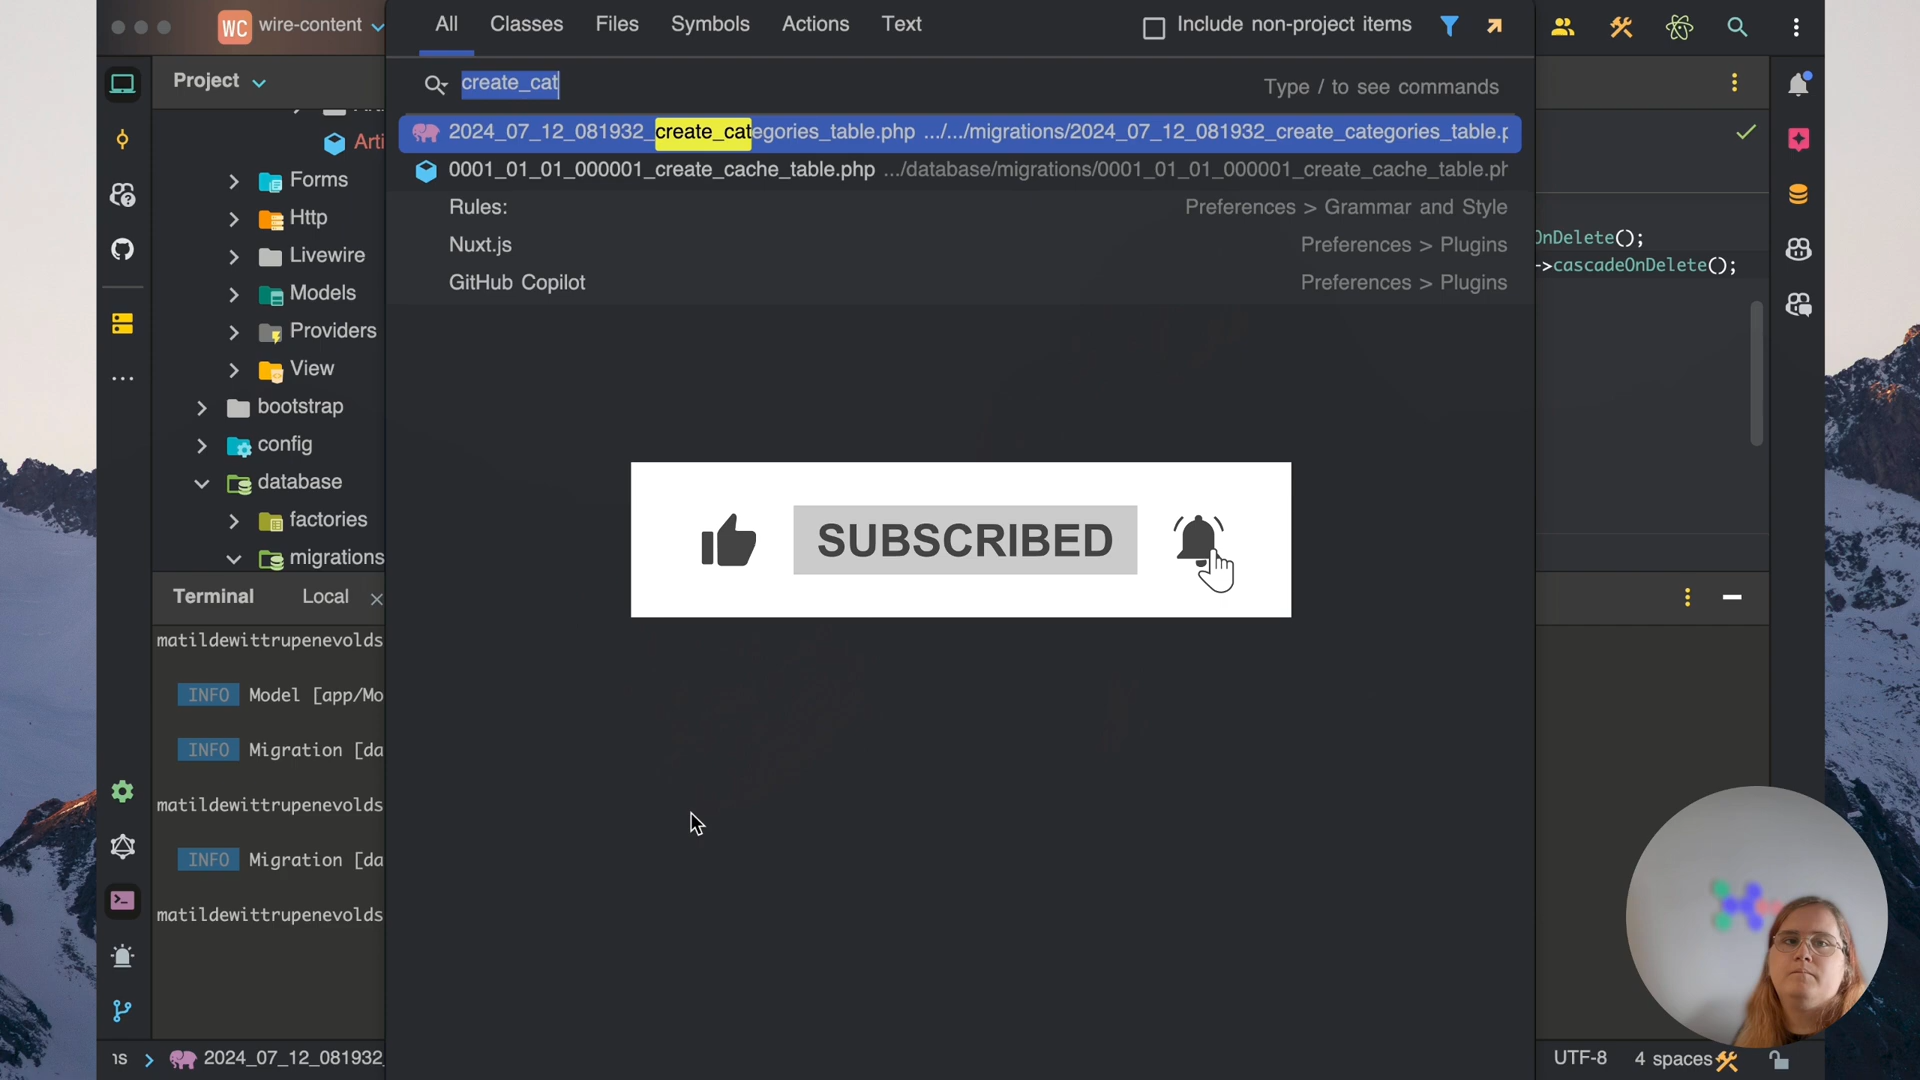 WC wire-content
All Classes Files Symbols Actions Text
Include non-project items
Project
create_cat
Type / to see commands
2024_07_12_081932_create_categories_table.php .../.../migrations/2024_07_12_081932_create_categories_table.p
0001_01_01_000001_create_cache_table.php .../database/migrations/0001_01_01_000001_create_cache_table.ph
Rules: Preferences > Grammar and Style
Nuxt.js Preferences > Plugins
GitHub Copilot Preferences > Plugins
OnDelete();
->cascadeOnDelete();
Arti
Forms
Http
Livewire
Models
Providers
View
bootstrap
config
database
factories
migrations
SUBSCRIBED
Terminal Local
matildewittrupenevolds
INFO Model [app/Mo
INFO Migration [da
matildewittrupenevolds
INFO Migration [da
matildewittrupenevolds
ns > 2024_07_12_081932_
UTF-8 4 spaces